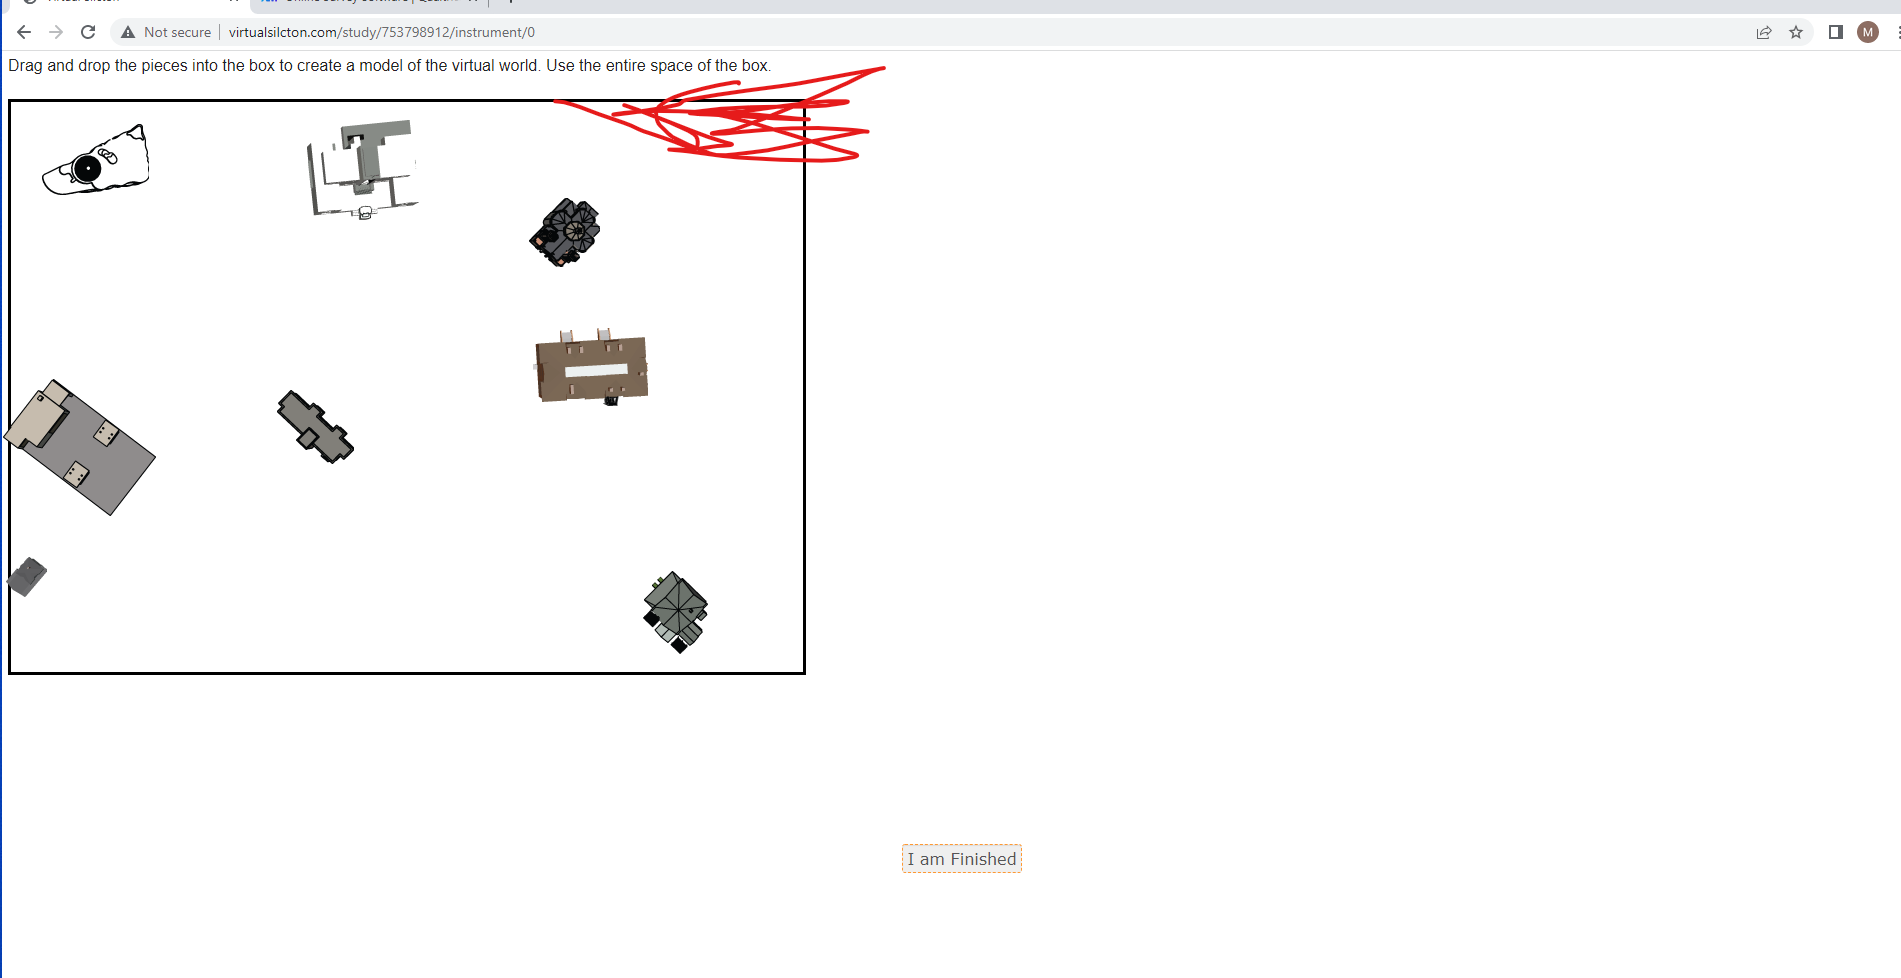 Not secure
virtualsilcton.com/study/753798912/instrument/0
M
Drag and drop the pieces into the box to create a model of the virtual world. Use the entire space of the box.
I am Finished